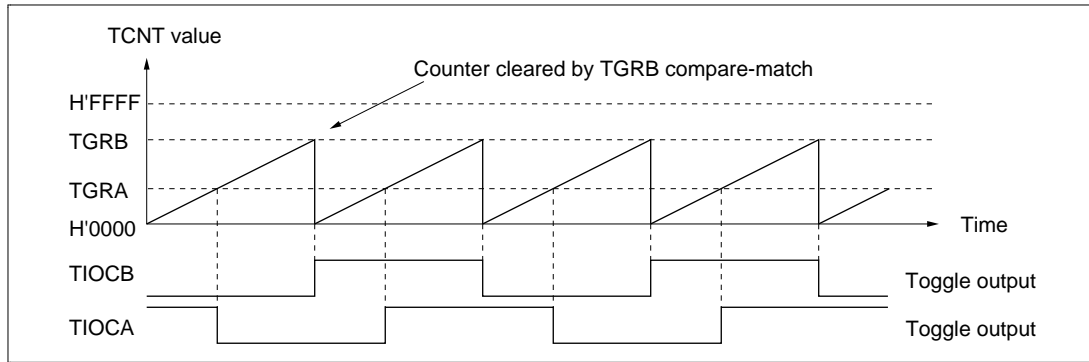 TCNT value
Counter cleared by TGRB compare-match
H'FFFF
TGRB
TGRA
H'0000
Time
TIOCB
Toggle output
TIOCA
Toggle output